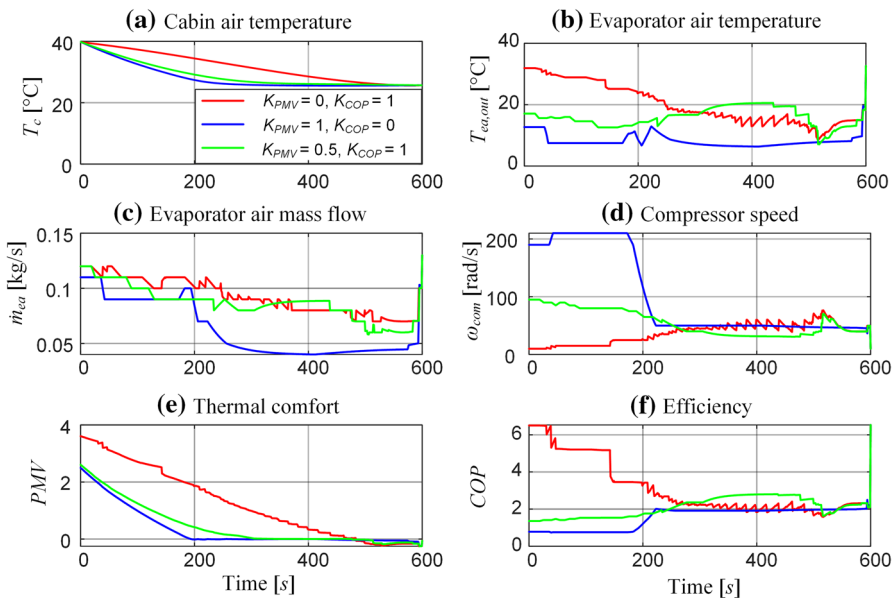 (a) Cabin air temperature
T_c [°C]
40
20
0
K_PMV = 0, K_COP = 1
K_PMV = 1, K_COP = 0
K_PMV = 0.5, K_COP = 1
0 200 400 600
(b) Evaporator air temperature
T_ea,out [°C]
40
20
0
0 200 400 600
(c) Evaporator air mass flow
ṁ_ea [kg/s]
0.15
0.1
0.05
0 200 400 600
(d) Compressor speed
ω_com [rad/s]
200
100
0
0 200 400 600
(e) Thermal comfort
PMV
4
2
0
0 200 400 600
Time [s]
(f) Efficiency
COP
6
4
2
0
0 200 400 600
Time [s]